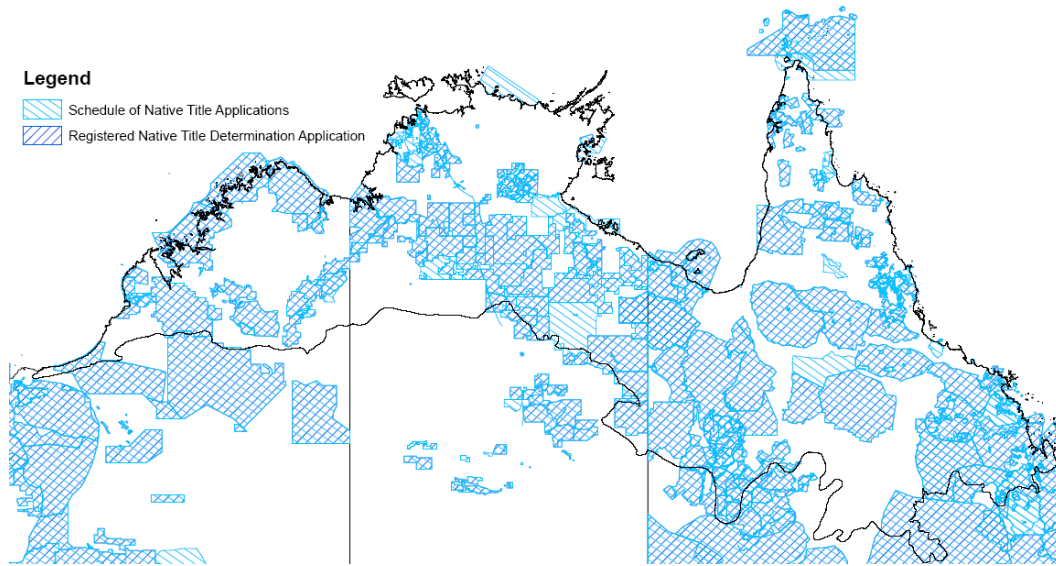 Legend
Schedule of Native Title Applications
Registered Native Title Determination Application